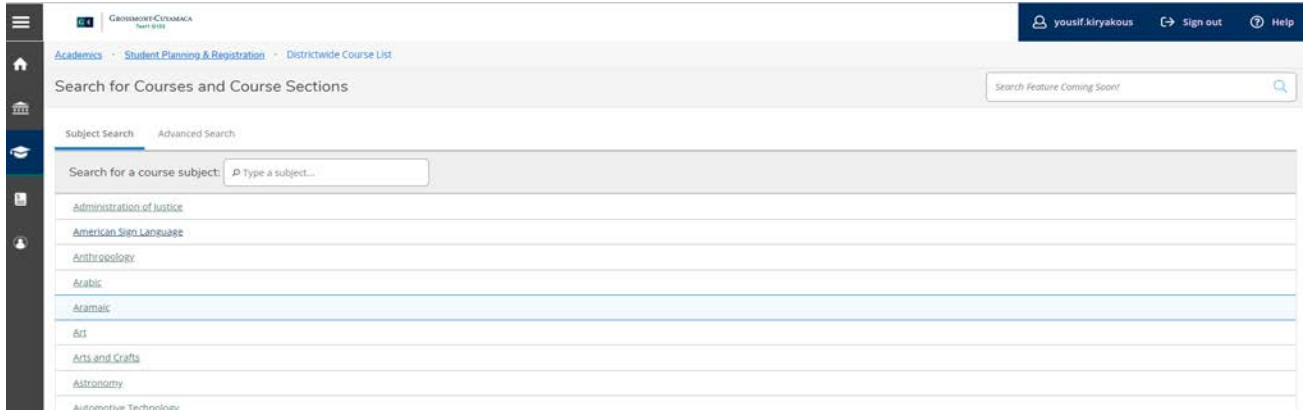 GROSSMONT-CUYAMACA
yousif.kiryakous
Sign out
Help
Academics · Student Planning & Registration · Districtwide Course List
Search for Courses and Course Sections
Search Feature Coming Soon!
Subject Search
Advanced Search
Search for a course subject:
Type a subject...
Administration of Justice
American Sign Language
Anthropology
Arabic
Aramaic
Art
Arts and Crafts
Astronomy
Automotive Technology